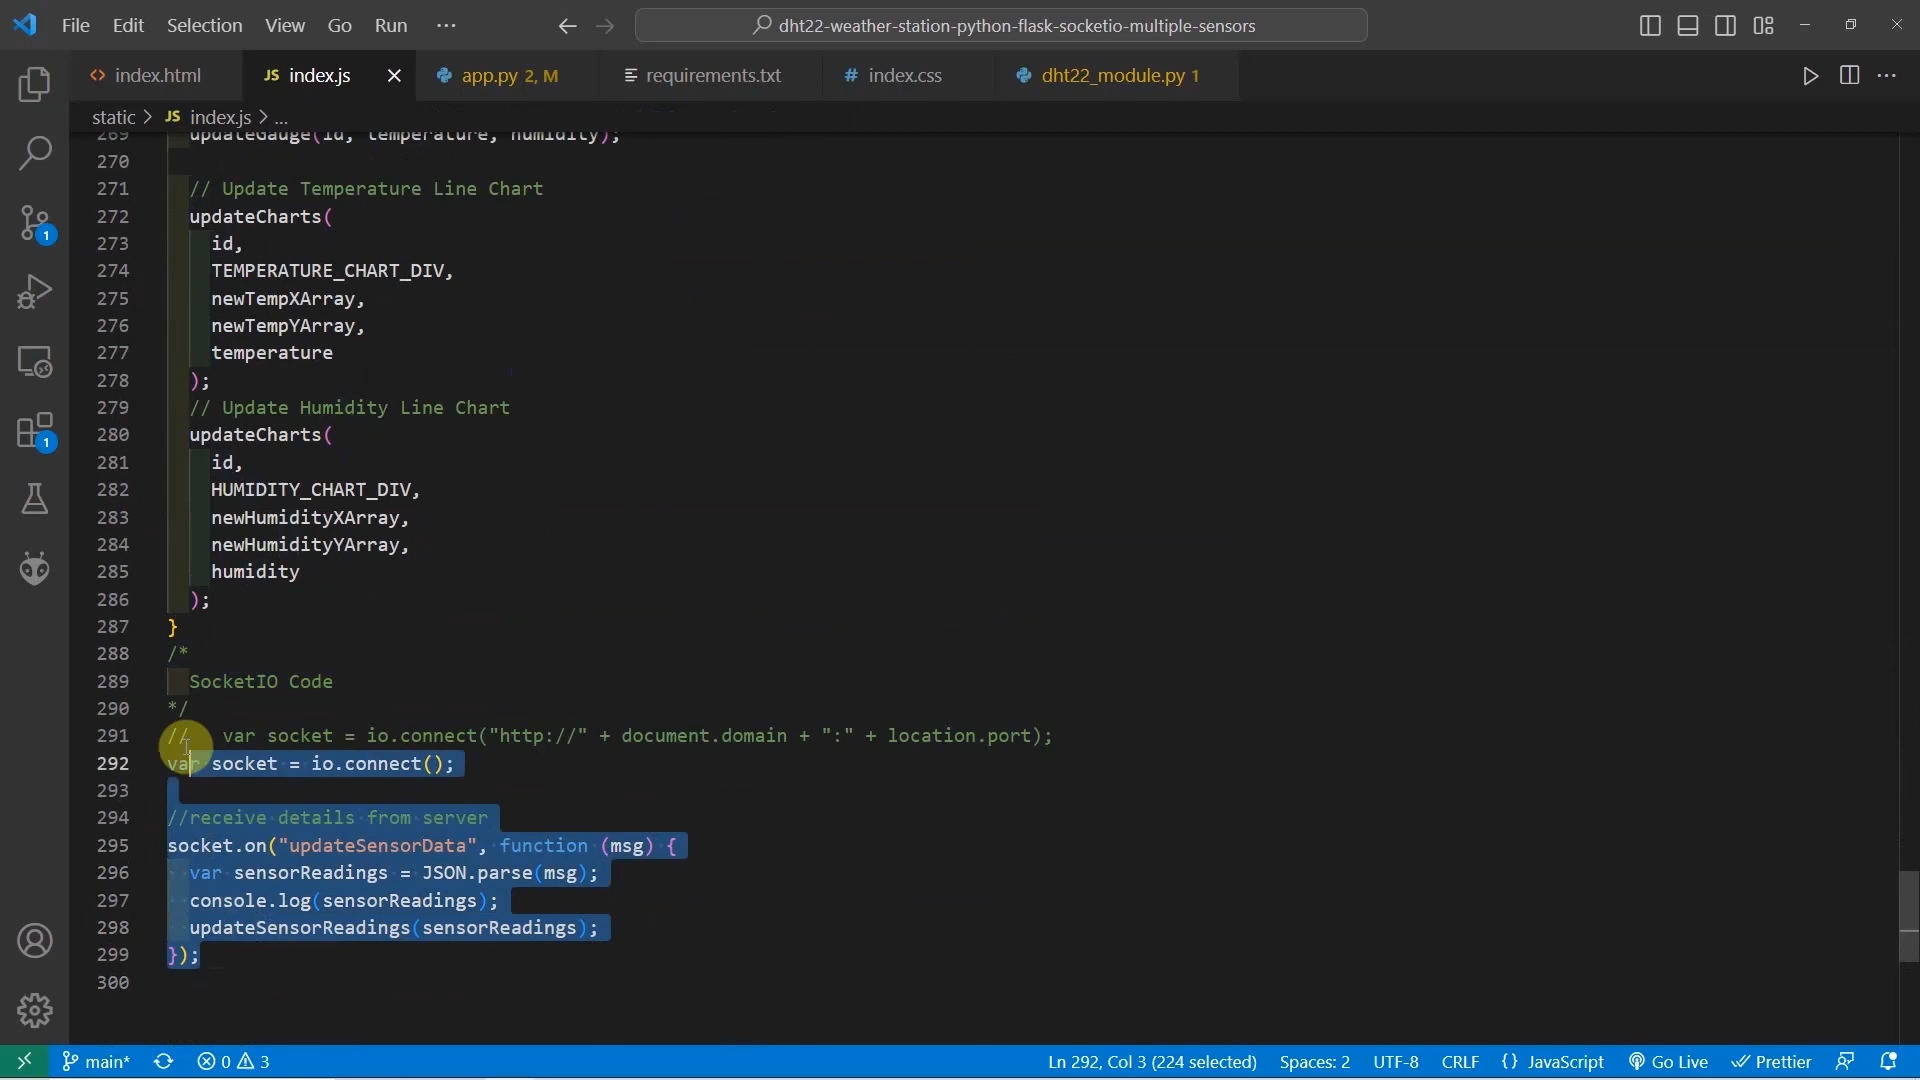 File Edit Selection View Go Run ··· dht22-weather-station-python-flask-socketio-multiple-sensors
index.html JS index.js app.py 2, M requirements.txt # index.css dht22_module.py 1
static > JS index.js > ...
269 updateGauge(id, temperature, humidity);
270
271 // Update Temperature Line Chart
272 updateCharts(
273 id,
274 TEMPERATURE_CHART_DIV,
275 newTempXArray,
276 newTempYArray,
277 temperature
278 );
279 // Update Humidity Line Chart
280 updateCharts(
281 id,
282 HUMIDITY_CHART_DIV,
283 newHumidityXArray,
284 newHumidityYArray,
285 humidity
286 );
287 }
288 /*
289 SocketIO Code
290 */
291 // var socket = io.connect("http://" + document.domain + ":" + location.port);
292 var socket = io.connect();
293
294 //receive details from server
295 socket.on("updateSensorData", function (msg) {
296 var sensorReadings = JSON.parse(msg);
297 console.log(sensorReadings);
298 updateSensorReadings(sensorReadings);
299 });
300
1
1
main* 0 3 Ln 292, Col 3 (224 selected) Spaces: 2 UTF-8 CRLF {} JavaScript Go Live Prettier